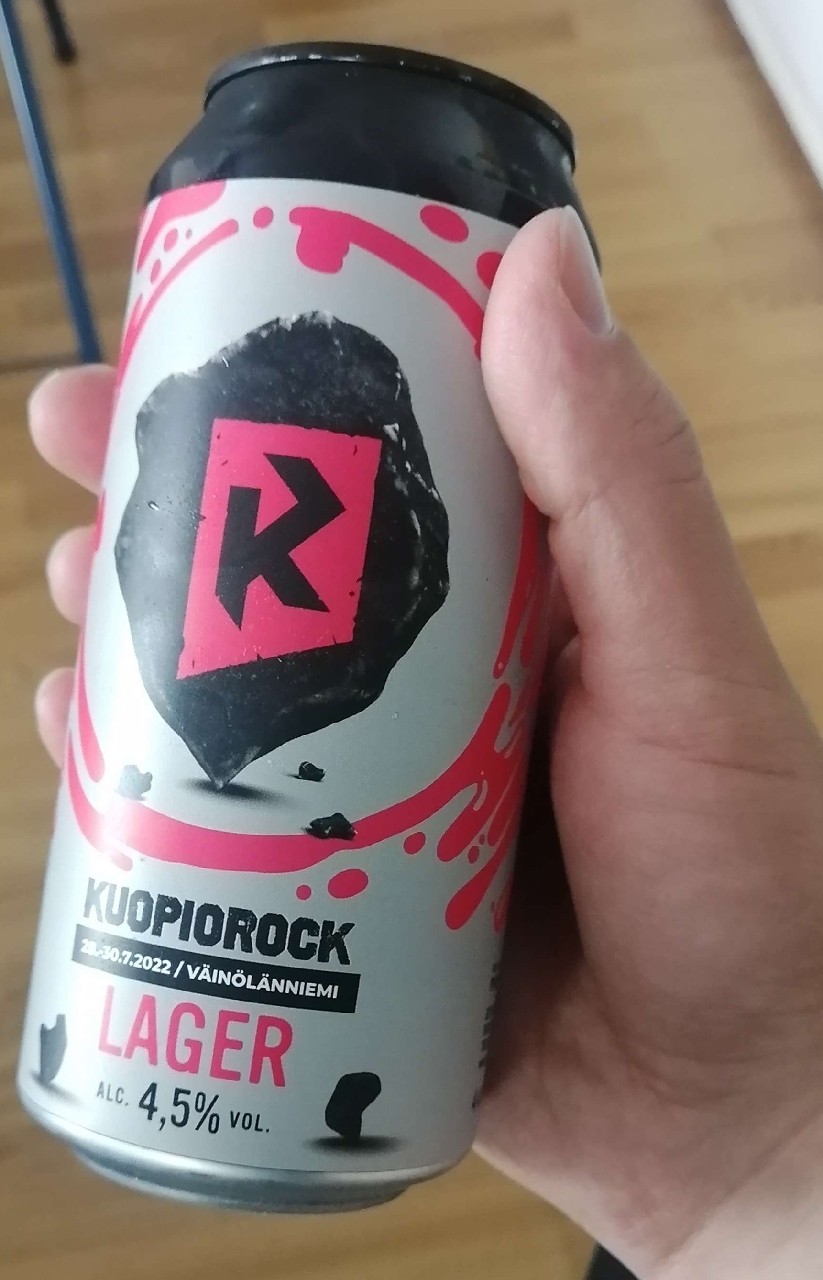 K
KUOPIOROCK
28.-30.7.2022 / VÄINÖLÄNNIEMI
LAGER
ALC. 4,5% VOL.